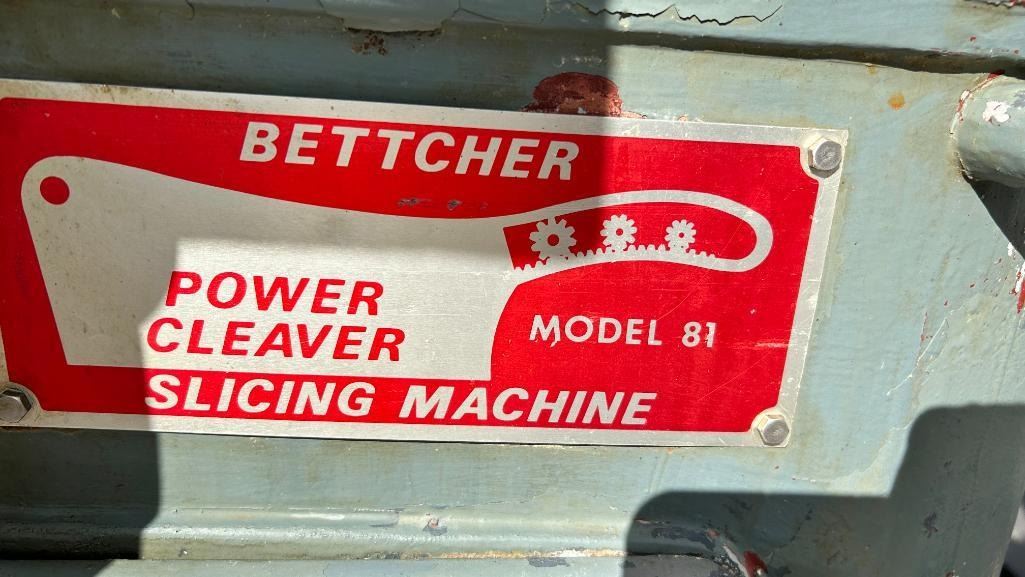 BETTCHER
POWER
CLEAVER
MODEL 81
SLICING MACHINE